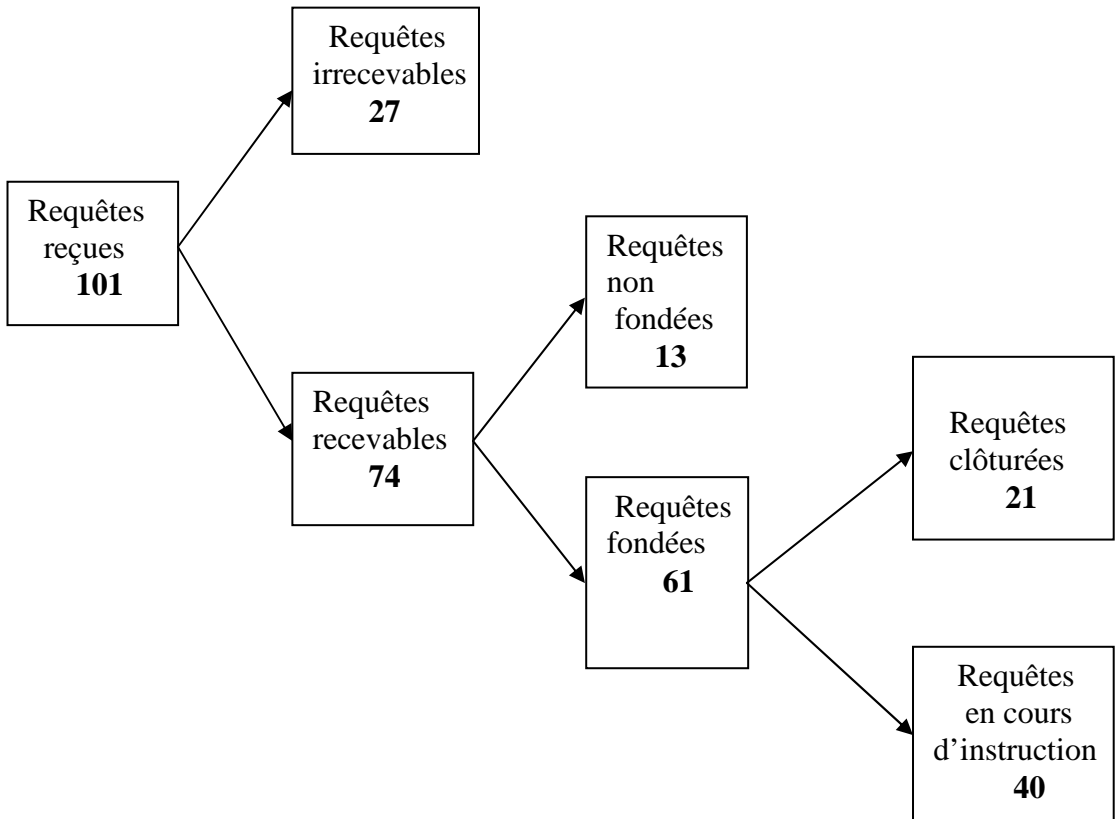 Requêtes
irrecevables
27
Requêtes
reçues
101
Requêtes
non
fondées
13
Requêtes
recevables
74
Requêtes
clôturées
21
Requêtes
fondées
61
Requêtes
en cours
d’instruction
40